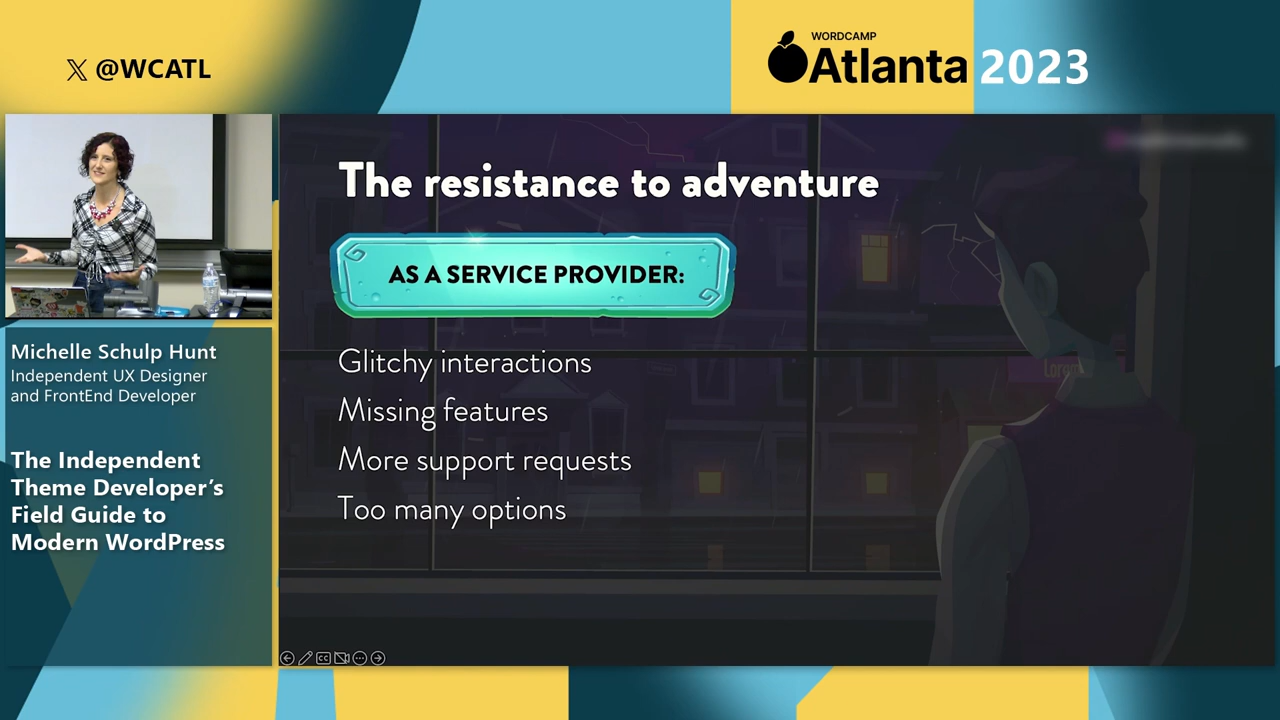 𝕏 @WCATL
WORDCAMP
Atlanta 2023
The resistance to adventure
AS A SERVICE PROVIDER:
Glitchy interactions
Missing features
More support requests
Too many options
Michelle Schulp Hunt
Independent UX Designer
and FrontEnd Developer
The Independent
Theme Developer’s
Field Guide to
Modern WordPress
CC